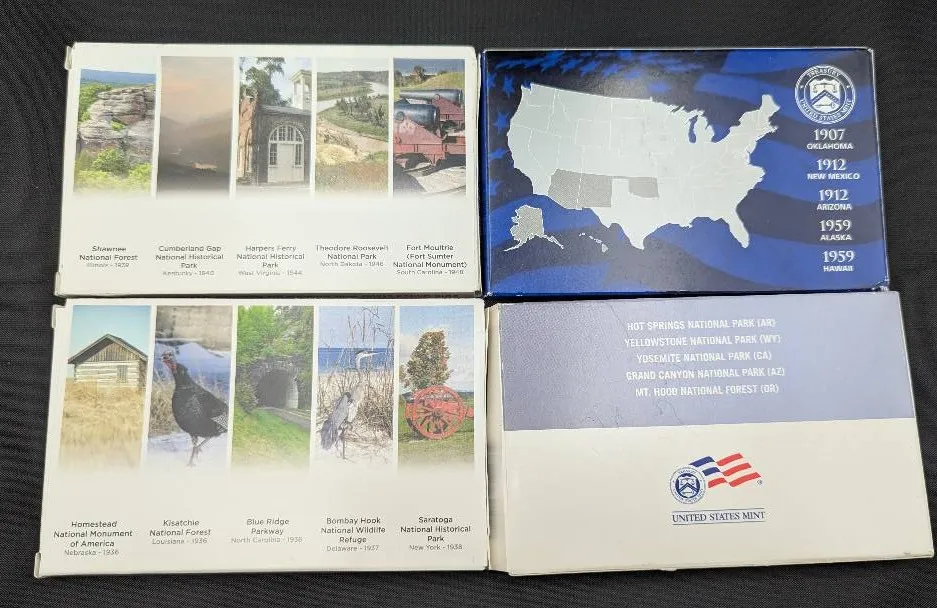 Shawnee
National Forest
Illinois - 1939
Cumberland Gap
National Historical
Park
Kentucky - 1940
Harpers Ferry
National Historical
Park
West Virginia - 1944
Theodore Roosevelt
National Park
North Dakota - 1946
Fort Moultrie
(Fort Sumter
National Monument)
South Carolina - 1948
TREASURY
UNITED STATES MINT
1907
OKLAHOMA
1912
NEW MEXICO
1912
ARIZONA
1959
ALASKA
1959
HAWAII
Homestead
National Monument
of America
Nebraska - 1936
Kisatchie
National Forest
Louisiana - 1936
Blue Ridge
Parkway
North Carolina - 1936
Bombay Hook
National Wildlife
Refuge
Delaware - 1937
Saratoga
National Historical
Park
New York - 1938
HOT SPRINGS NATIONAL PARK (AR)
YELLOWSTONE NATIONAL PARK (WY)
YOSEMITE NATIONAL PARK (CA)
GRAND CANYON NATIONAL PARK (AZ)
MT. HOOD NATIONAL FOREST (OR)
UNITED STATES MINT